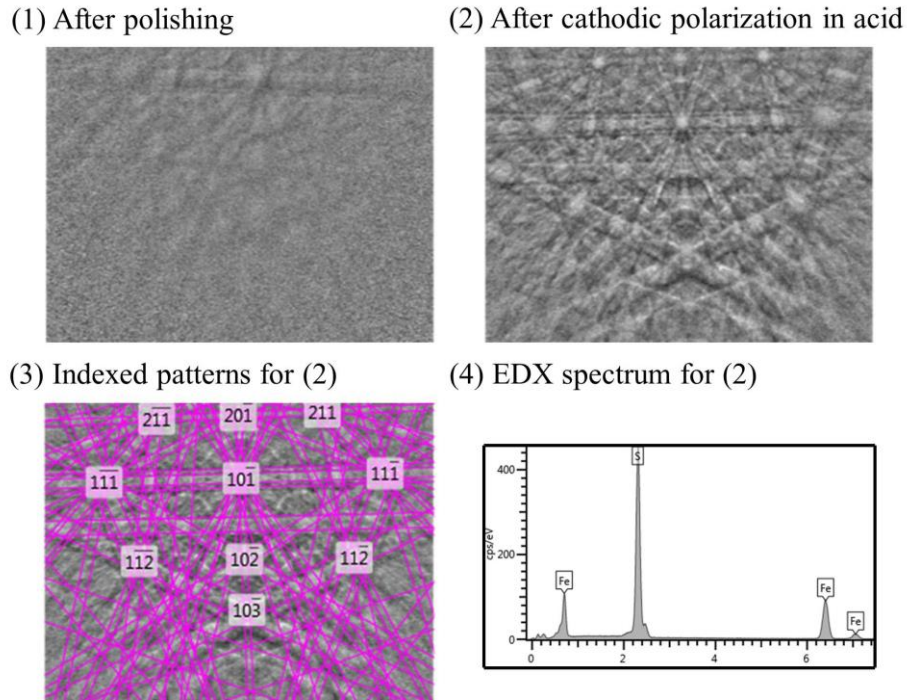 (1) After polishing
(2) After cathodic polarization in acid
(3) Indexed patterns for (2)
21̅1̅
201̅
211
11̅1̅
101̅
111̅
11̅2̅
102̅
112̅
103̅
(4) EDX spectrum for (2)
cps/eV
400
200
0
Fe
S
Fe
Fe
0
2
4
6